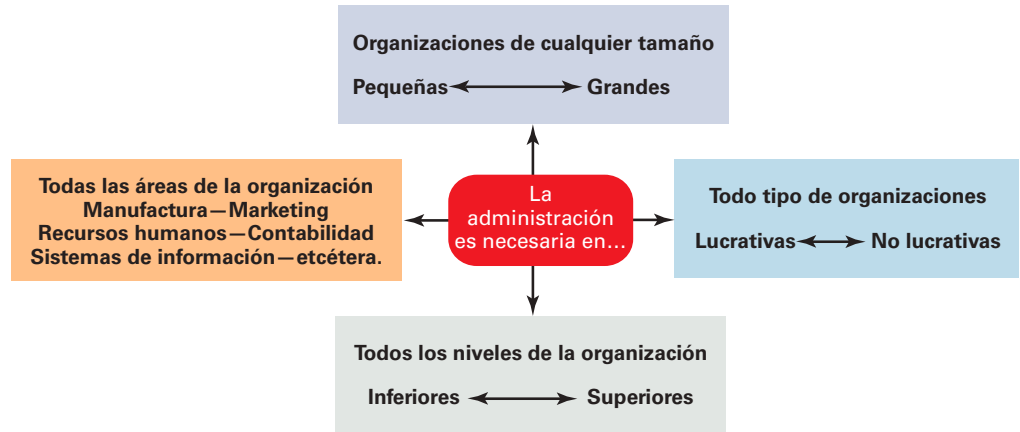 Organizaciones de cualquier tamaño
Pequeñas Grandes
Todas las áreas de la organización
Manufactura—Marketing
Recursos humanos—Contabilidad
Sistemas de información—etcétera.
La
administración
es necesaria en…
Todo tipo de organizaciones
Lucrativas No lucrativas
Todos los niveles de la organización
Inferiores Superiores